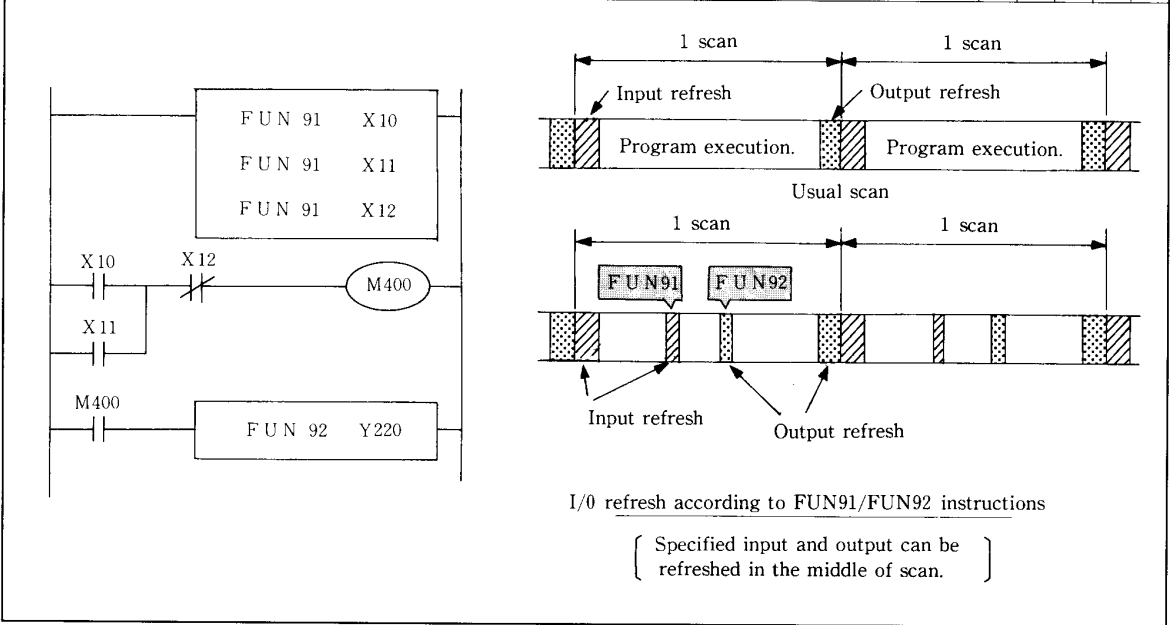 FUN 91 X10
FUN 91 X11
FUN 91 X12
X10
X12
M400
X11
M400
FUN 92 Y220
1 scan
1 scan
Input refresh
Output refresh
Program execution.
Program execution.
Usual scan
1 scan
1 scan
FUN91
FUN92
Input refresh
Output refresh
I/0 refresh according to FUN91/FUN92 instructions
Specified input and output can be
refreshed in the middle of scan.